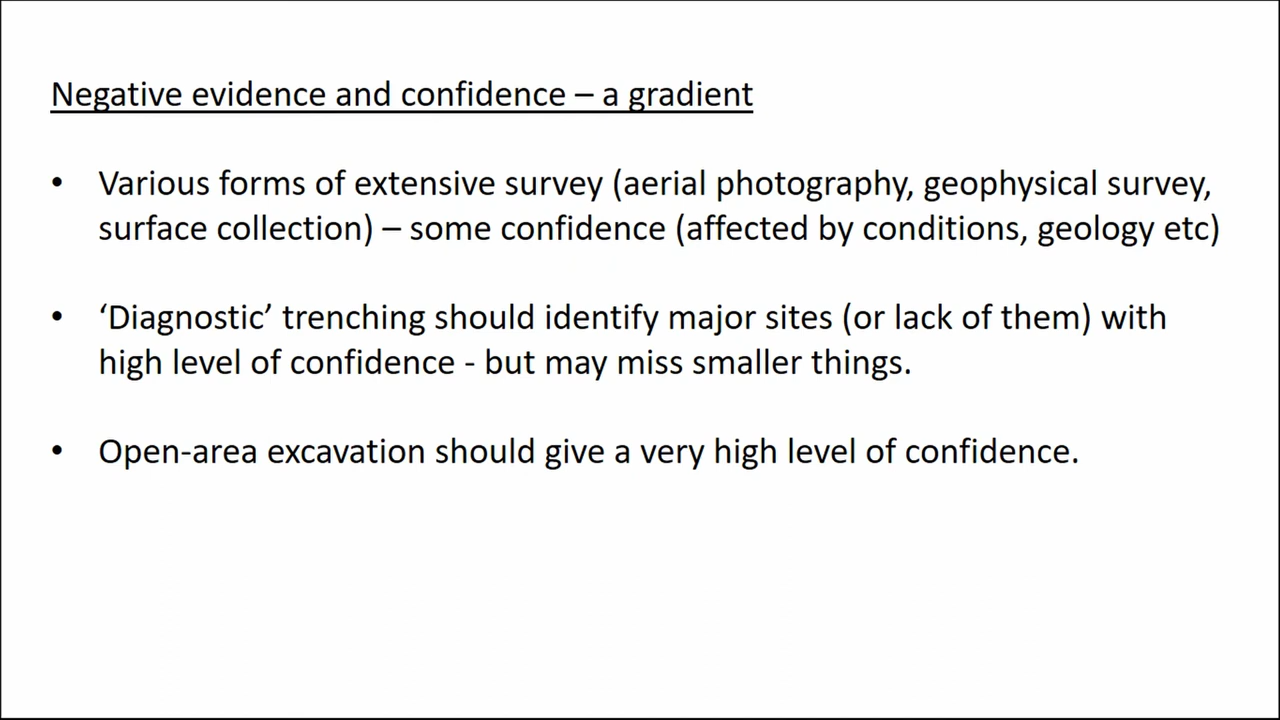 Negative evidence and confidence – a gradient
• Various forms of extensive survey (aerial photography, geophysical survey,
surface collection) – some confidence (affected by conditions, geology etc)
• ‘Diagnostic’ trenching should identify major sites (or lack of them) with
high level of confidence - but may miss smaller things.
• Open-area excavation should give a very high level of confidence.